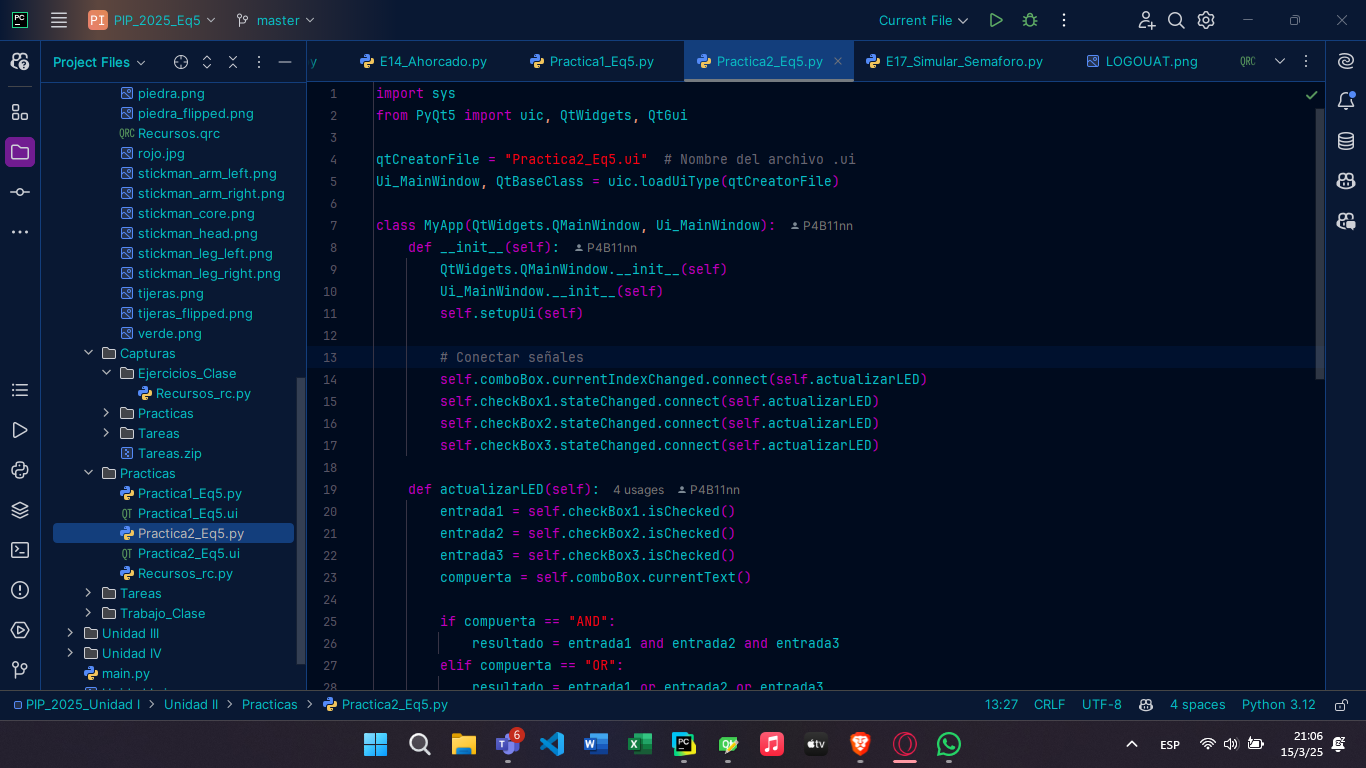 PC
PI PIP_2025_Eq5
master
Current File
Project Files
py
E14_Ahorcado.py
Practica1_Eq5.py
Practica2_Eq5.py
E17_Simular_Semaforo.py
LOGOUAT.png
QRC
piedra.png
piedra_flipped.png
QRC Recursos.qrc
rojo.jpg
stickman_arm_left.png
stickman_arm_right.png
stickman_core.png
stickman_head.png
stickman_leg_left.png
stickman_leg_right.png
tijeras.png
tijeras_flipped.png
verde.png
Capturas
Ejercicios_Clase
Recursos_rc.py
Practicas
Tareas
Tareas.zip
Practicas
Practica1_Eq5.py
QT Practica1_Eq5.ui
Practica2_Eq5.py
QT Practica2_Eq5.ui
Recursos_rc.py
Tareas
Trabajo_Clase
Unidad III
Unidad IV
main.py
1 import sys
2 from PyQt5 import uic, QtWidgets, QtGui
3
4 qtCreatorFile = "Practica2_Eq5.ui"  # Nombre del archivo .ui
5 Ui_MainWindow, QtBaseClass = uic.loadUiType(qtCreatorFile)
6
7 class MyApp(QtWidgets.QMainWindow, Ui_MainWindow): P4B11nn
8 def __init__(self): P4B11nn
9 QtWidgets.QMainWindow.__init__(self)
10 Ui_MainWindow.__init__(self)
11 self.setupUi(self)
12
13 # Conectar señales
14 self.comboBox.currentIndexChanged.connect(self.actualizarLED)
15 self.checkBox1.stateChanged.connect(self.actualizarLED)
16 self.checkBox2.stateChanged.connect(self.actualizarLED)
17 self.checkBox3.stateChanged.connect(self.actualizarLED)
18
19 def actualizarLED(self): 4 usages P4B11nn
20 entrada1 = self.checkBox1.isChecked()
21 entrada2 = self.checkBox2.isChecked()
22 entrada3 = self.checkBox3.isChecked()
23 compuerta = self.comboBox.currentText()
24
25 if compuerta == "AND":
26 resultado = entrada1 and entrada2 and entrada3
27 elif compuerta == "OR":
28 resultado = entrada1 or entrada2 or entrada3
PIP_2025_Unidad I > Unidad II > Practicas > Practica2_Eq5.py
13:27 CRLF UTF-8 4 spaces Python 3.12
6
ESP
21:06
15/3/25